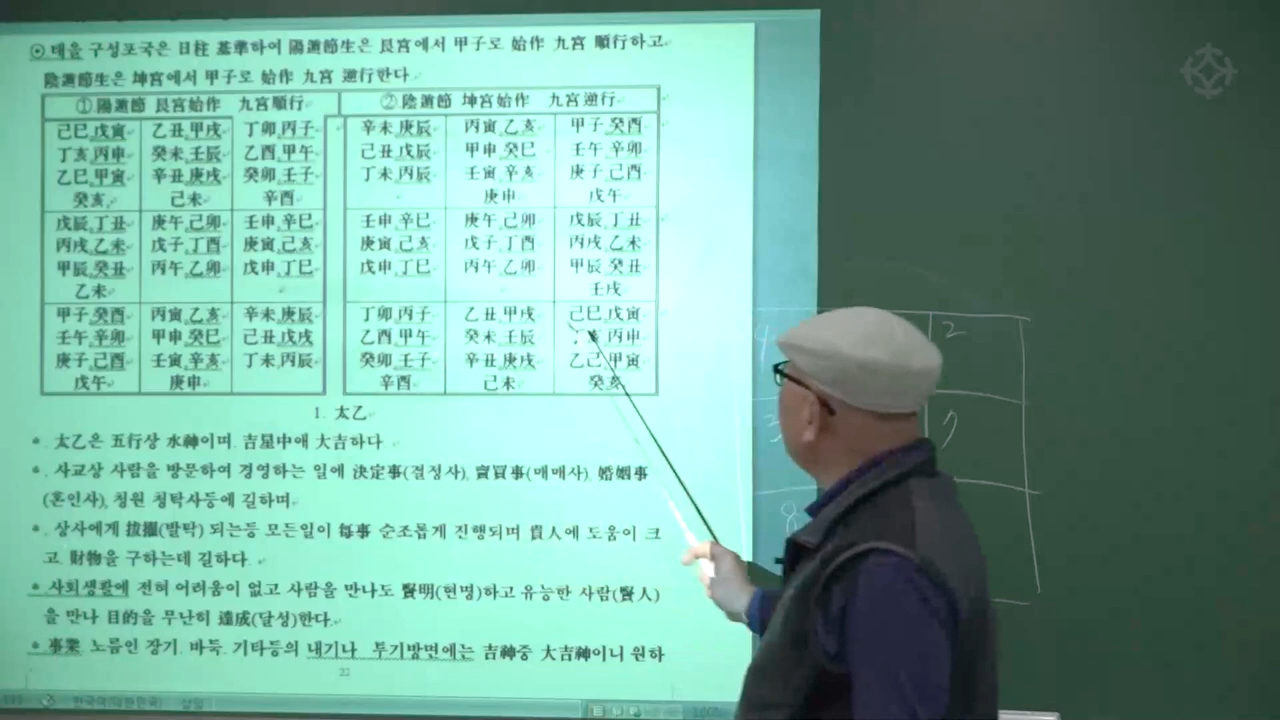 ⊙ 태을 구성포국은 日柱 基準하여 陽遁節生은 艮宮에서 甲子로 始作 九宮 順行하고
陰遁節生은 坤宮에서 甲子로 始作 九宮 逆行한다.
①陽遁節 艮宮始作 九宮順行 ②陰遁節 坤宮始作 九宮逆行
己巳 戊寅 乙丑 甲戌 丁卯 丙子 辛未 庚辰 丙寅 乙亥 甲子 癸酉
丁亥 丙申 癸未 壬辰 乙酉 甲午 己丑 戊辰 甲申 癸巳 壬午 辛卯
乙巳 甲寅 辛丑 庚戌 癸卯 壬子 丁未 丙辰 壬寅 辛亥 庚子 己酉
癸亥 己未 辛酉 庚申 戊午
戊辰 丁丑 庚午 己卯 壬申 辛巳 壬申 辛巳 庚午 己卯 戊辰 丁丑
丙戌 乙未 戊子 丁酉 庚寅 己亥 庚寅 己亥 戊子 丁酉 丙戌 乙未
甲辰 癸丑 丙午 乙卯 戊申 丁巳 戊申 丁巳 丙午 乙卯 甲辰 癸丑
乙未 壬戌
甲子 癸酉 丙寅 乙亥 辛未 庚辰 丁卯 丙子 乙丑 甲戌 己巳 戊寅
壬午 辛卯 甲申 癸巳 己丑 戊戌 乙酉 甲午 癸未 壬辰 丙申
庚子 己酉 壬寅 辛亥 丁未 丙辰 癸卯 壬子 辛丑 庚戌 乙己 甲寅
戊午 庚申 辛酉 己未 癸亥
1. 太乙
. 太乙은 五行상 水神이며. 吉星中애 大吉하다
. 사교상 사람을 방문하여 경영하는 일에 決定事(결정사), 賣買事(매매사), 婚姻事
(혼인사), 청원 청탁사등에 길하며.
. 상사에게 拔擢(발탁) 되는등 모든일이 每事 순조롭게 진행되며 貴人에 도움이 크
고. 財物을 구하는데 길하다.
사회생활에 전혀 어려움이 없고 사람을 만나도 賢明(현명)하고 유능한 사람(賢人)
을 만나 目的을 무난히 達成(달성)한다.
事業. 노름인 장기. 바둑. 기타등의 내기나 투기방면에는 吉神중 大吉神이니 원하
22
한국어(대한민국) 삽입
100%
4 2
3 7
8